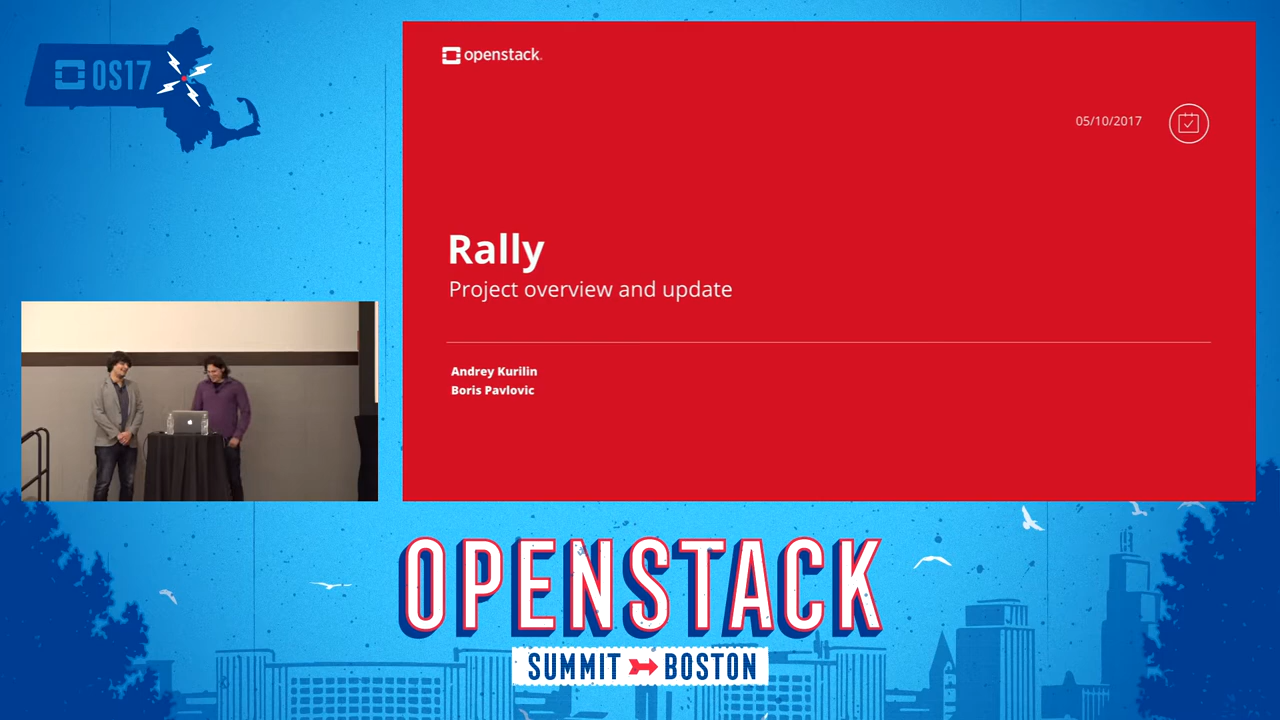 OS17
openstack.
05/10/2017
Rally
Project overview and update
Andrey Kurilin
Boris Pavlovic
OPENSTACK
SUMMIT BOSTON